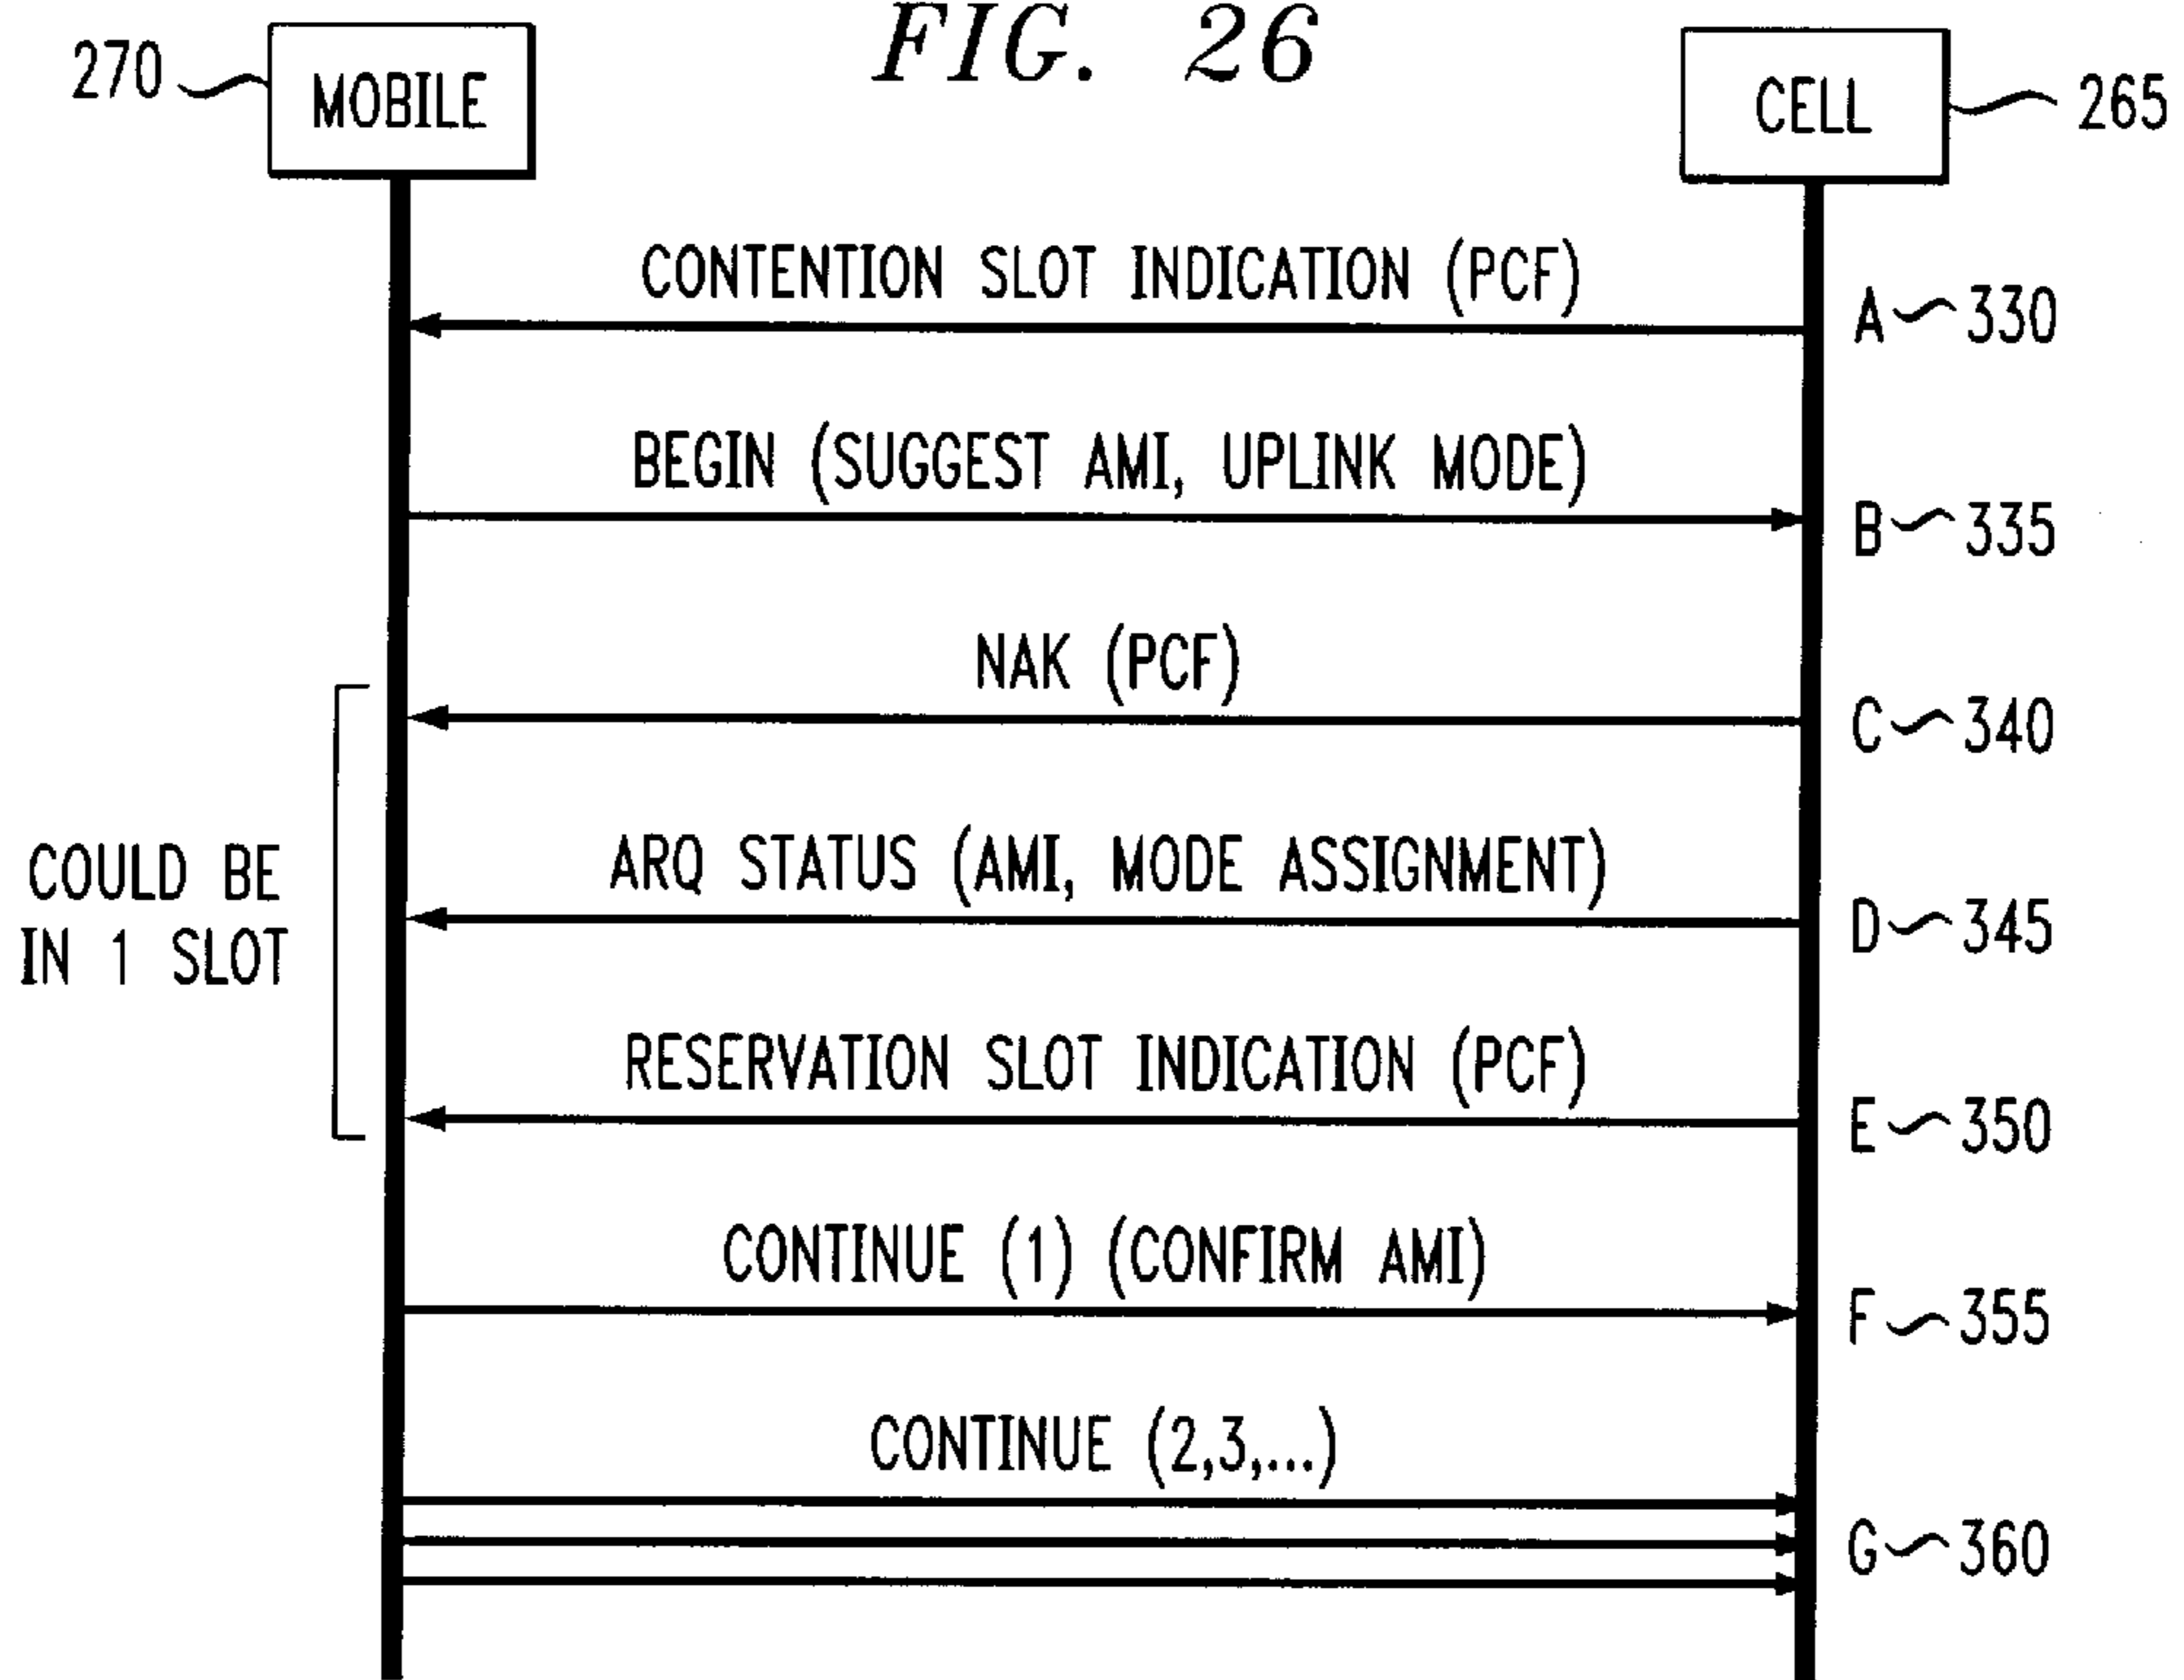 FIG. 26
270 MOBILE
CELL 265
CONTENTION SLOT INDICATION (PCF)
A 330
BEGIN (SUGGEST AMI, UPLINK MODE)
B 335
NAK (PCF)
C 340
COULD BE
IN 1 SLOT
ARQ STATUS (AMI, MODE ASSIGNMENT)
D 345
RESERVATION SLOT INDICATION (PCF)
E 350
CONTINUE (1) (CONFIRM AMI)
F 355
CONTINUE (2,3,...)
G 360